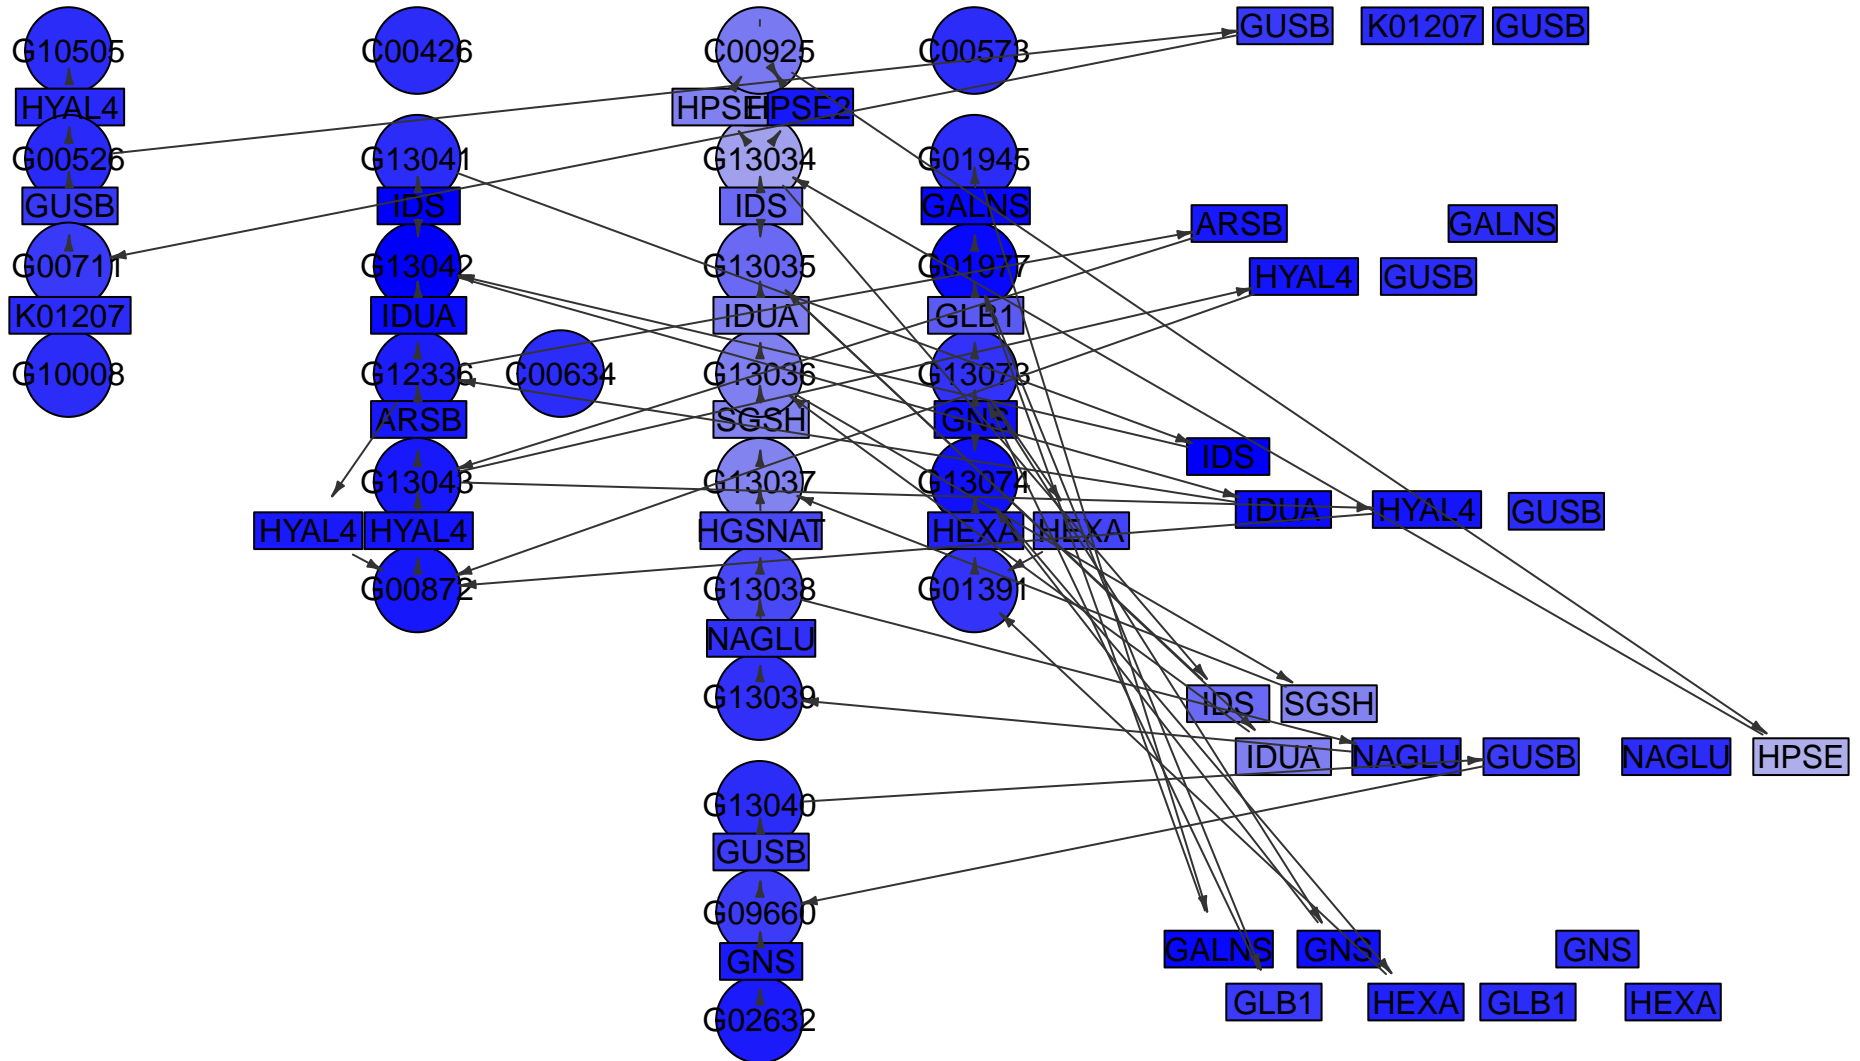 G10505 C00426 C00925 C00573 GUSB K01207 GUSB
HYAL4 HPSE HPSE2
G00526 G13041 G13034 G01945
GUSB IDS IDS GALNS ARSB GALNS
G00711 G13042 G13035 G01977 HYAL4 GUSB
K01207 IDUA IDUA GLB1
G10008 G12336 C00634 G13036 G13073
ARSB SGSH GNS IDS
G13043 G13037 G13074 IDUA HYAL4 GUSB
HYAL4 HYAL4 HGSNAT HEXA HEXA
G00872 G13038 G01391
NAGLU
G13039 IDS SGSH
IDUA NAGLU GUSB NAGLU HPSE
G13040
GUSB
G09660
GNS GALNS GNS GNS
G02632 GLB1 HEXA GLB1 HEXA